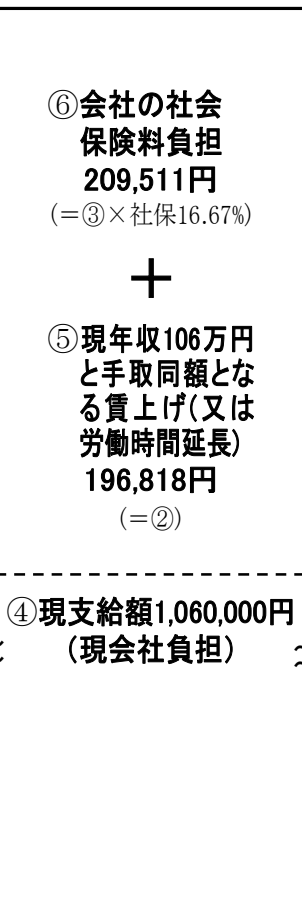 ⑥会社の社会
保険料負担
209,511円
(=③×社保16.67%)
+
⑤現年収106万円
と手取同額とな
る賃上げ(又は
労働時間延長)
196,818円
(=②)
④現支給額1,060,000円
(現会社負担)